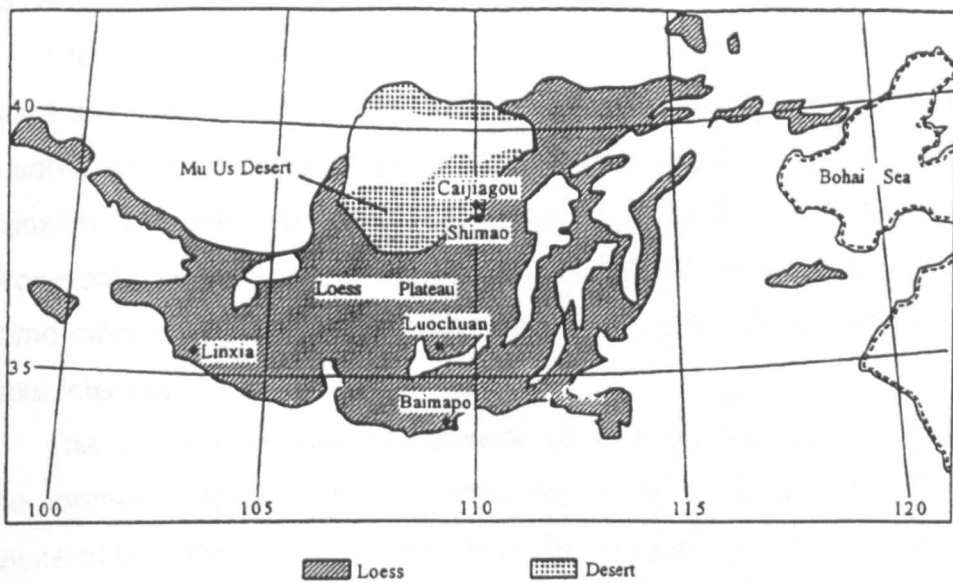 40
Mu Us Desert
Caijiagou
Bohai Sea
Shimao
Loess Plateau
Luochuan
Linxia
35
Baimapo
100
105
110
115
120
Loess
Desert